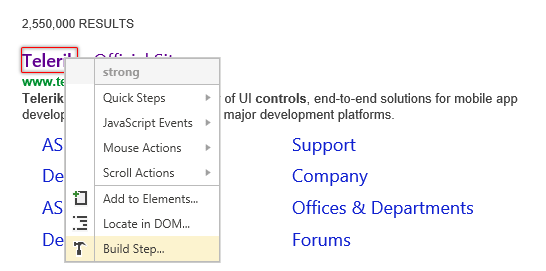 2,550,000 RESULTS
Telerik Official Sit
www.te
strong
Telerik of UI controls, end-to-end solutions for mobile app
develop major development platforms.
Quick Steps
JavaScript Events
Mouse Actions
Scroll Actions
Add to Elements...
Locate in DOM...
Build Step...
AS Support
De Company
AS Offices & Departments
De Forums